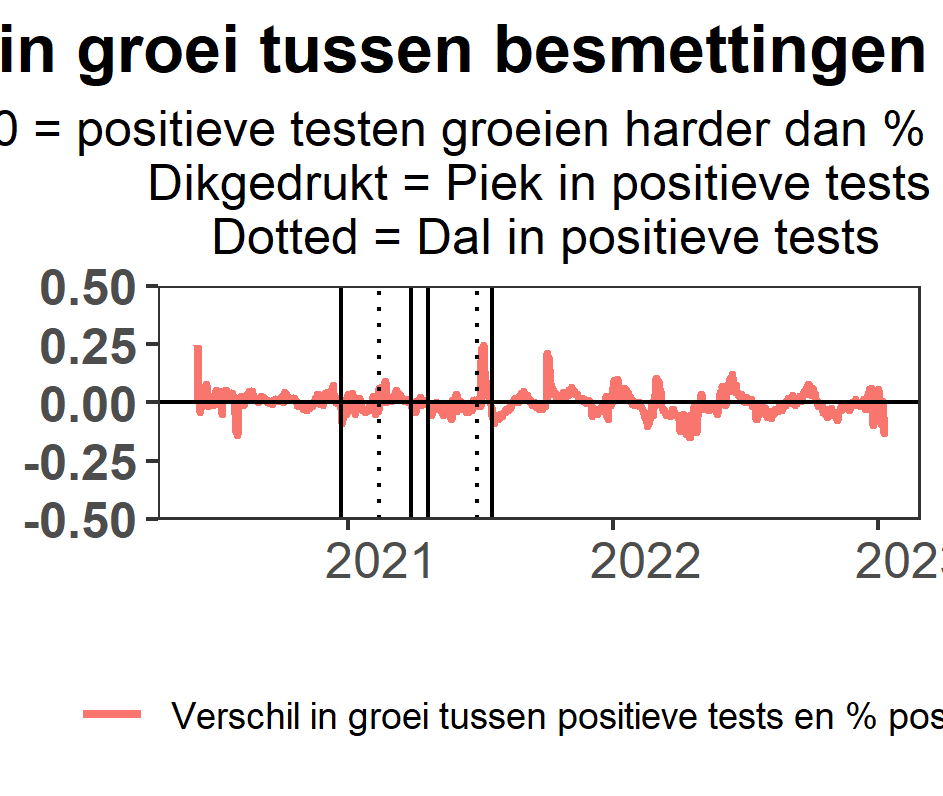 in groei tussen besmettingen
0 = positieve testen groeien harder dan %
Dikgedrukt = Piek in positieve tests
Dotted = Dal in positieve tests
0.50
0.25
0.00
-0.25
-0.50
2021
2022
2023
Verschil in groei tussen positieve tests en % pos